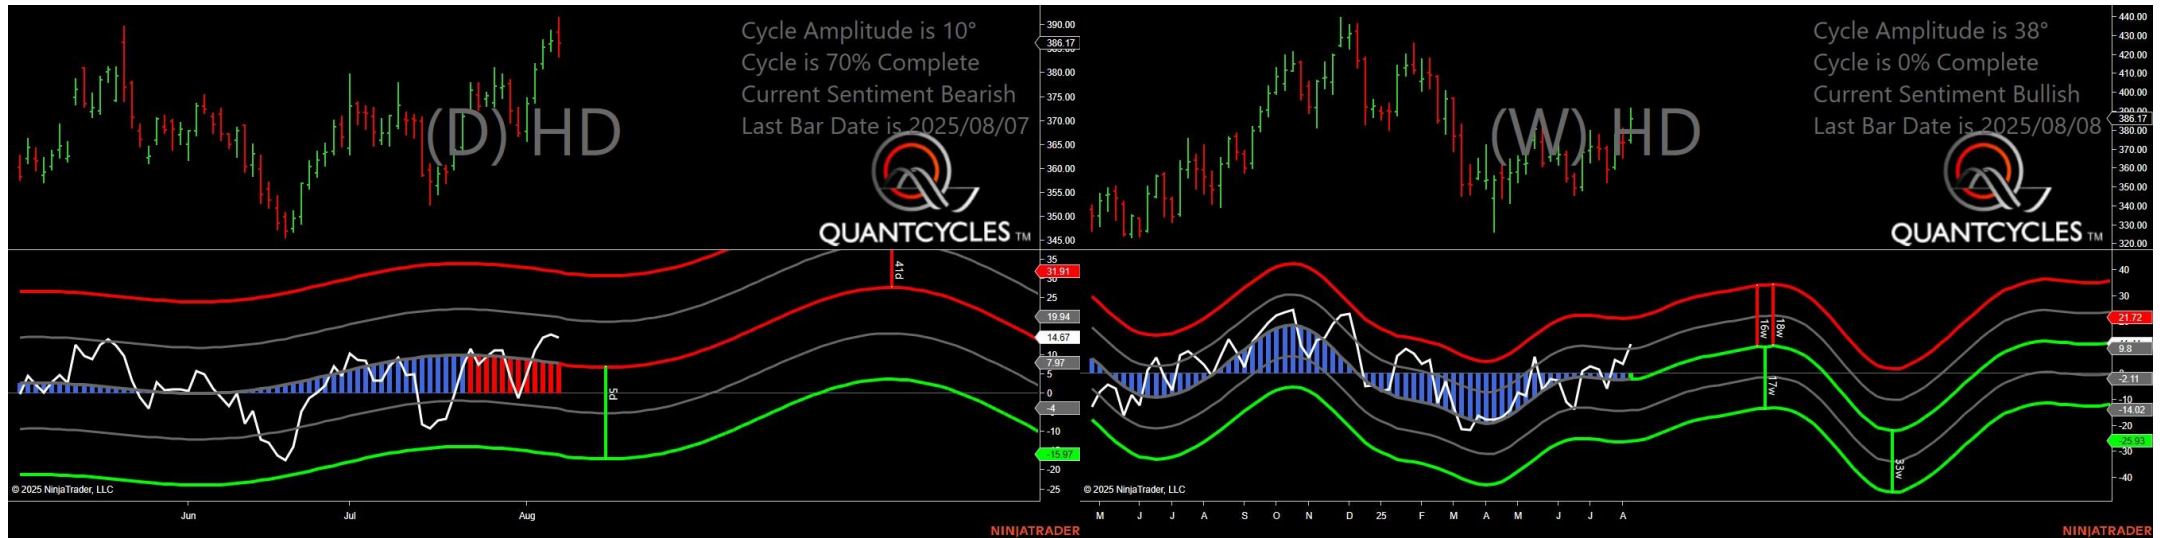 Cycle Amplitude is 10°
Cycle is 70% Complete
Current Sentiment Bearish
Last Bar Date is 2025/08/07
(D) HD
QUANTCYCLES TM
390.00
386.17
380.00
375.00
370.00
365.00
360.00
355.00
350.00
345.00
41d
5d
35
31.91
25
19.94
14.67
10
7.97
5
0
-4
-10
-15.97
-20
-25
© 2025 NinjaTrader, LLC
Jun Jul Aug
NINJATRADER
Cycle Amplitude is 38°
Cycle is 0% Complete
Current Sentiment Bullish
Last Bar Date is 2025/08/08
(W) HD
QUANTCYCLES TM
440.00
430.00
420.00
410.00
400.00
386.17
380.00
370.00
360.00
350.00
340.00
330.00
320.00
16w
18w
17w
33w
40
30
21.72
9.8
-2.11
-10
-14.02
-20
-25.93
-30
-40
© 2025 NinjaTrader, LLC
M J J A S O N D 25 F M A M J J A
NINJATRADER